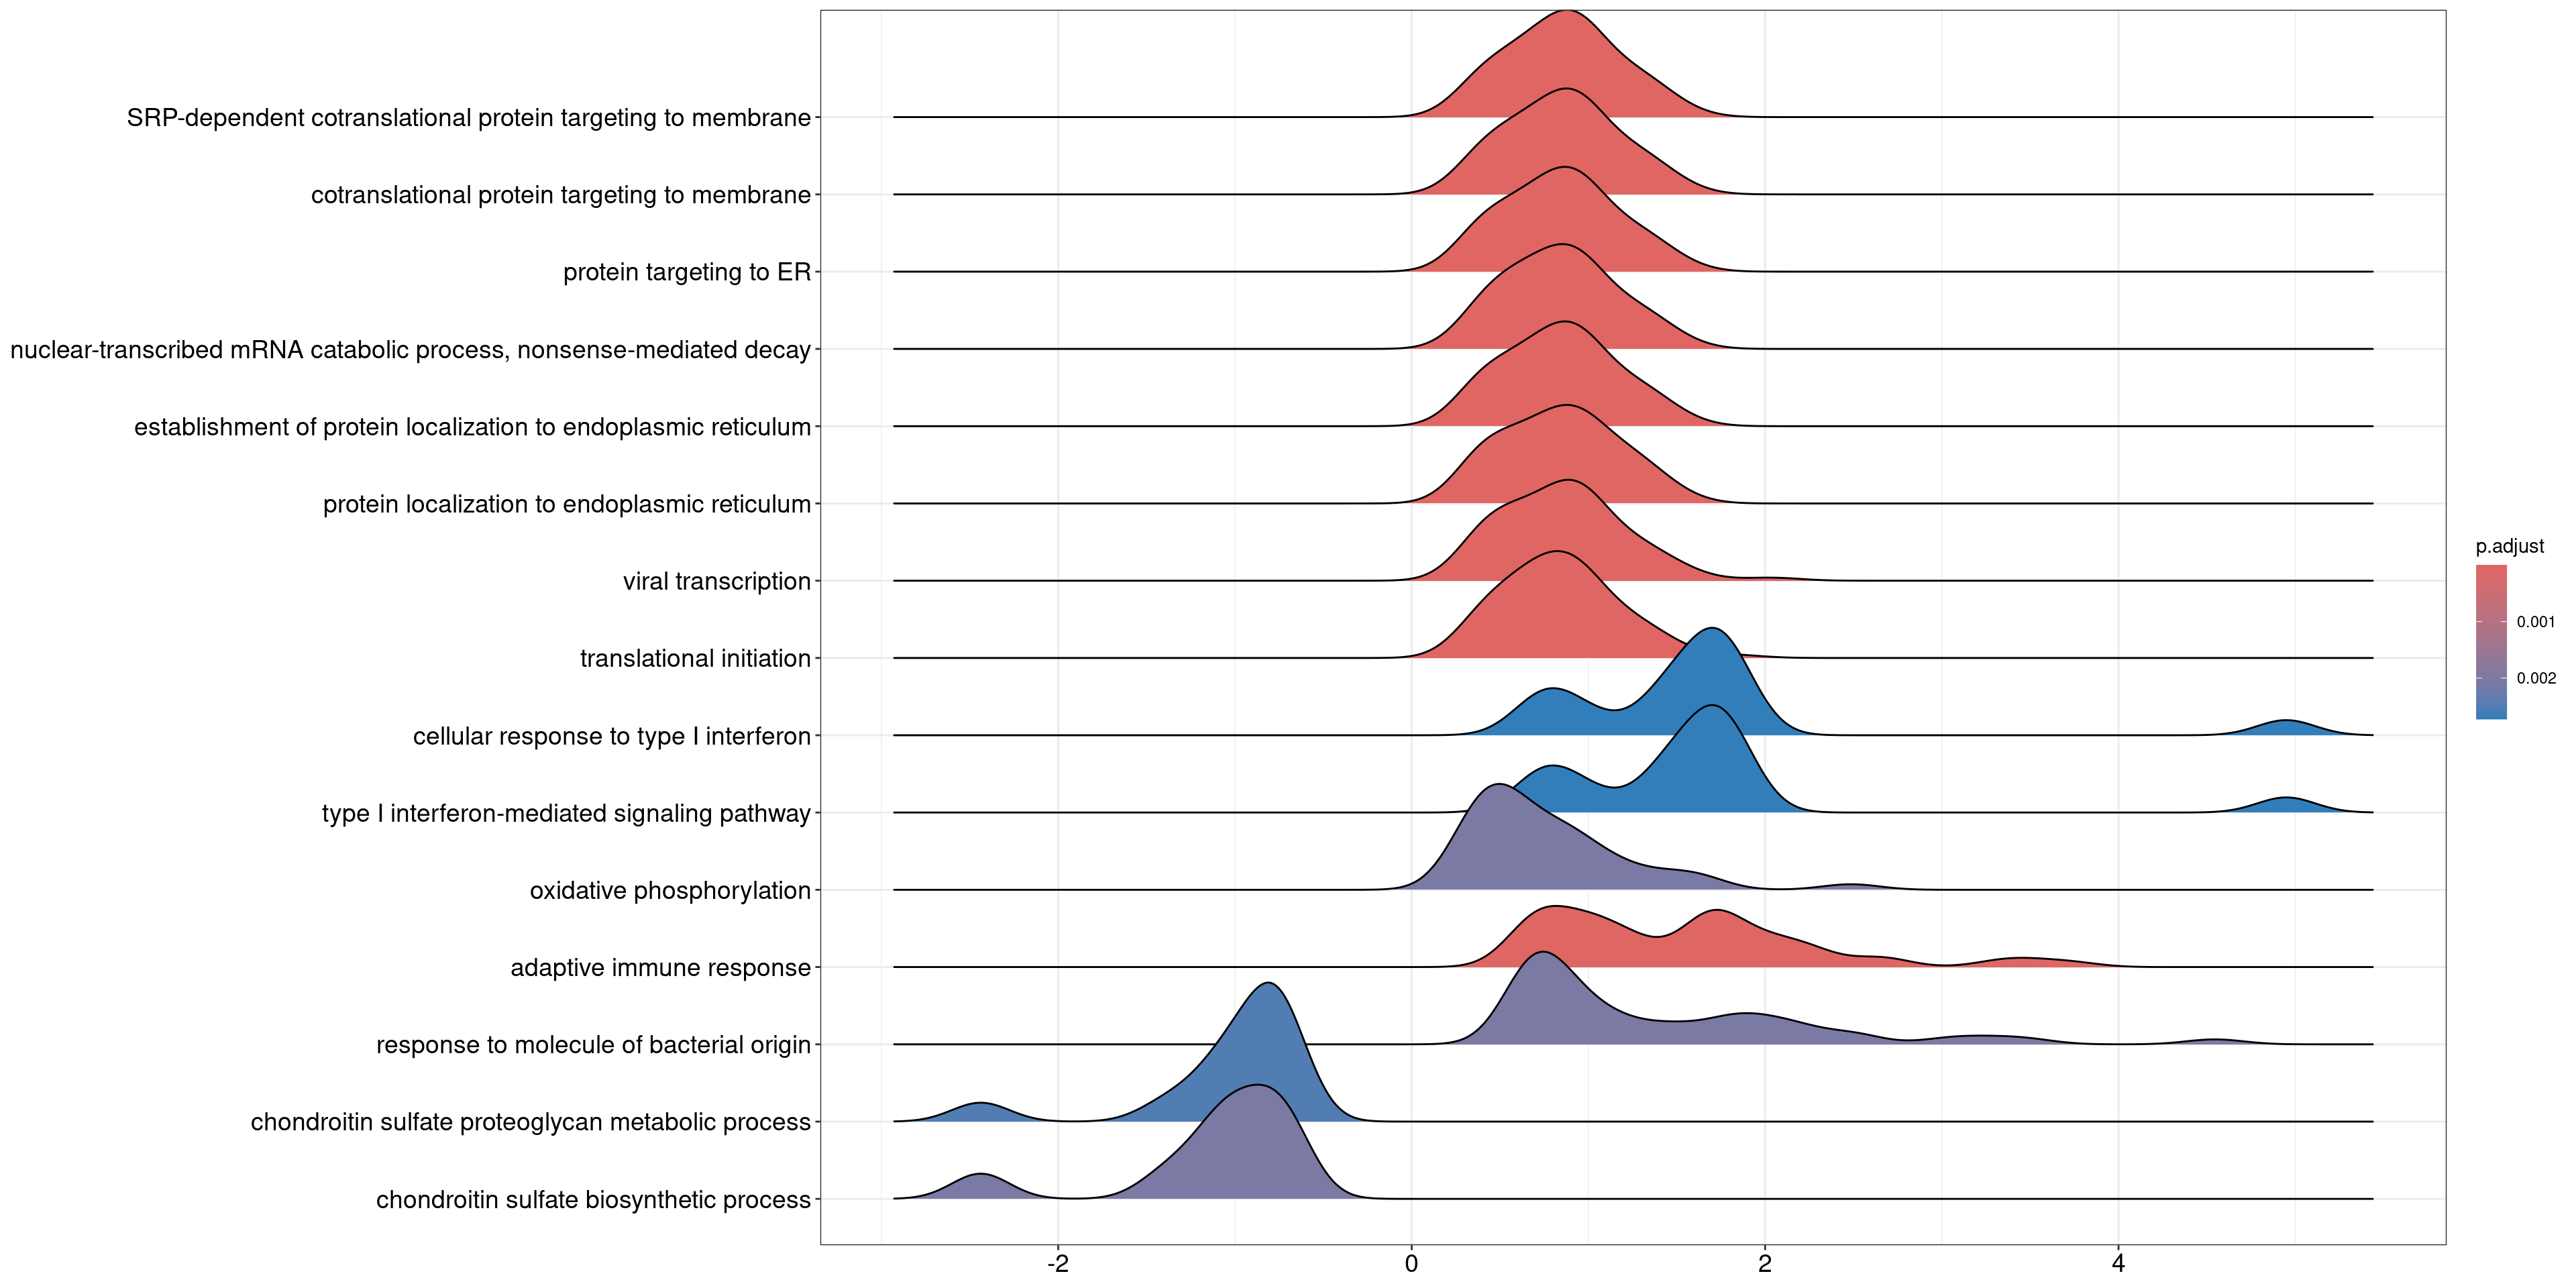 SRP-dependent cotranslational protein targeting to membrane
cotranslational protein targeting to membrane
protein targeting to ER
nuclear-transcribed mRNA catabolic process, nonsense-mediated decay
establishment of protein localization to endoplasmic reticulum
protein localization to endoplasmic reticulum
viral transcription
translational initiation
cellular response to type I interferon
type I interferon-mediated signaling pathway
oxidative phosphorylation
adaptive immune response
response to molecule of bacterial origin
chondroitin sulfate proteoglycan metabolic process
chondroitin sulfate biosynthetic process
-2 0 2 4
p.adjust
0.001
0.002